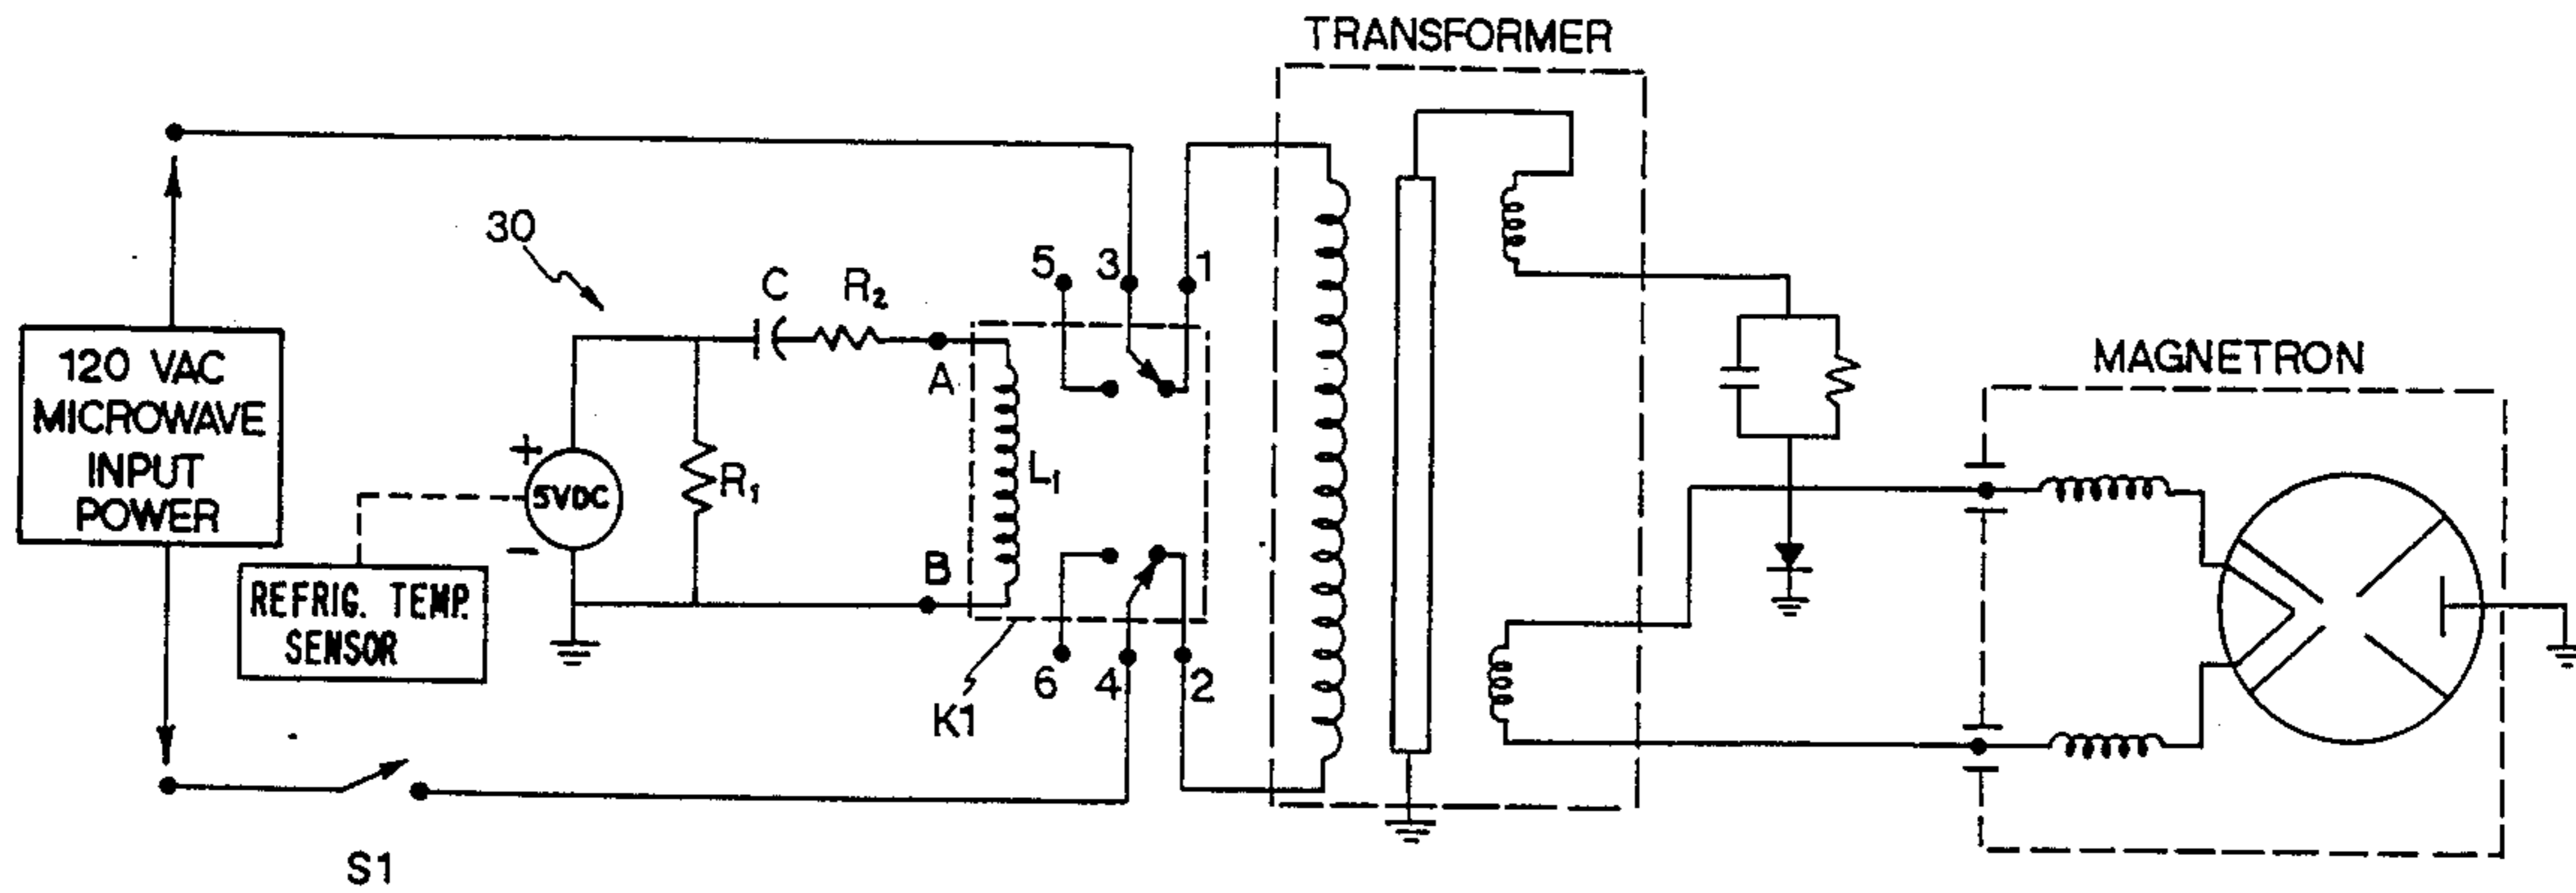 TRANSFORMER
120 VAC
MICROWAVE
INPUT
POWER
30
C
R₂
A
5
3
1
MAGNETRON
+
5VDC
−
R₁
L₁
REFRIG. TEMP.
SENSOR
B
6
4
2
K1
S1